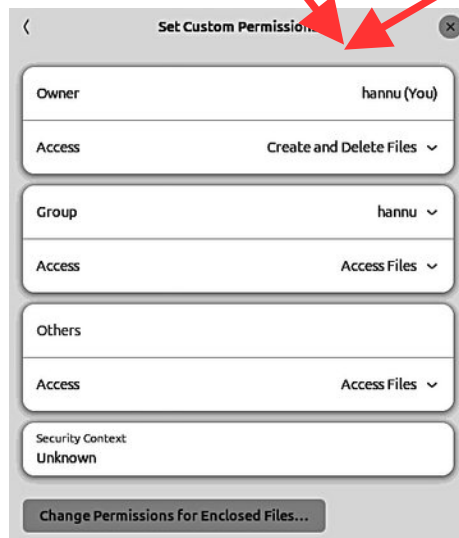 Set Custom Permissions
Owner hannu (You)
Access Create and Delete Files
Group hannu
Access Access Files
Others
Access Access Files
Security Context
Unknown
Change Permissions for Enclosed Files...